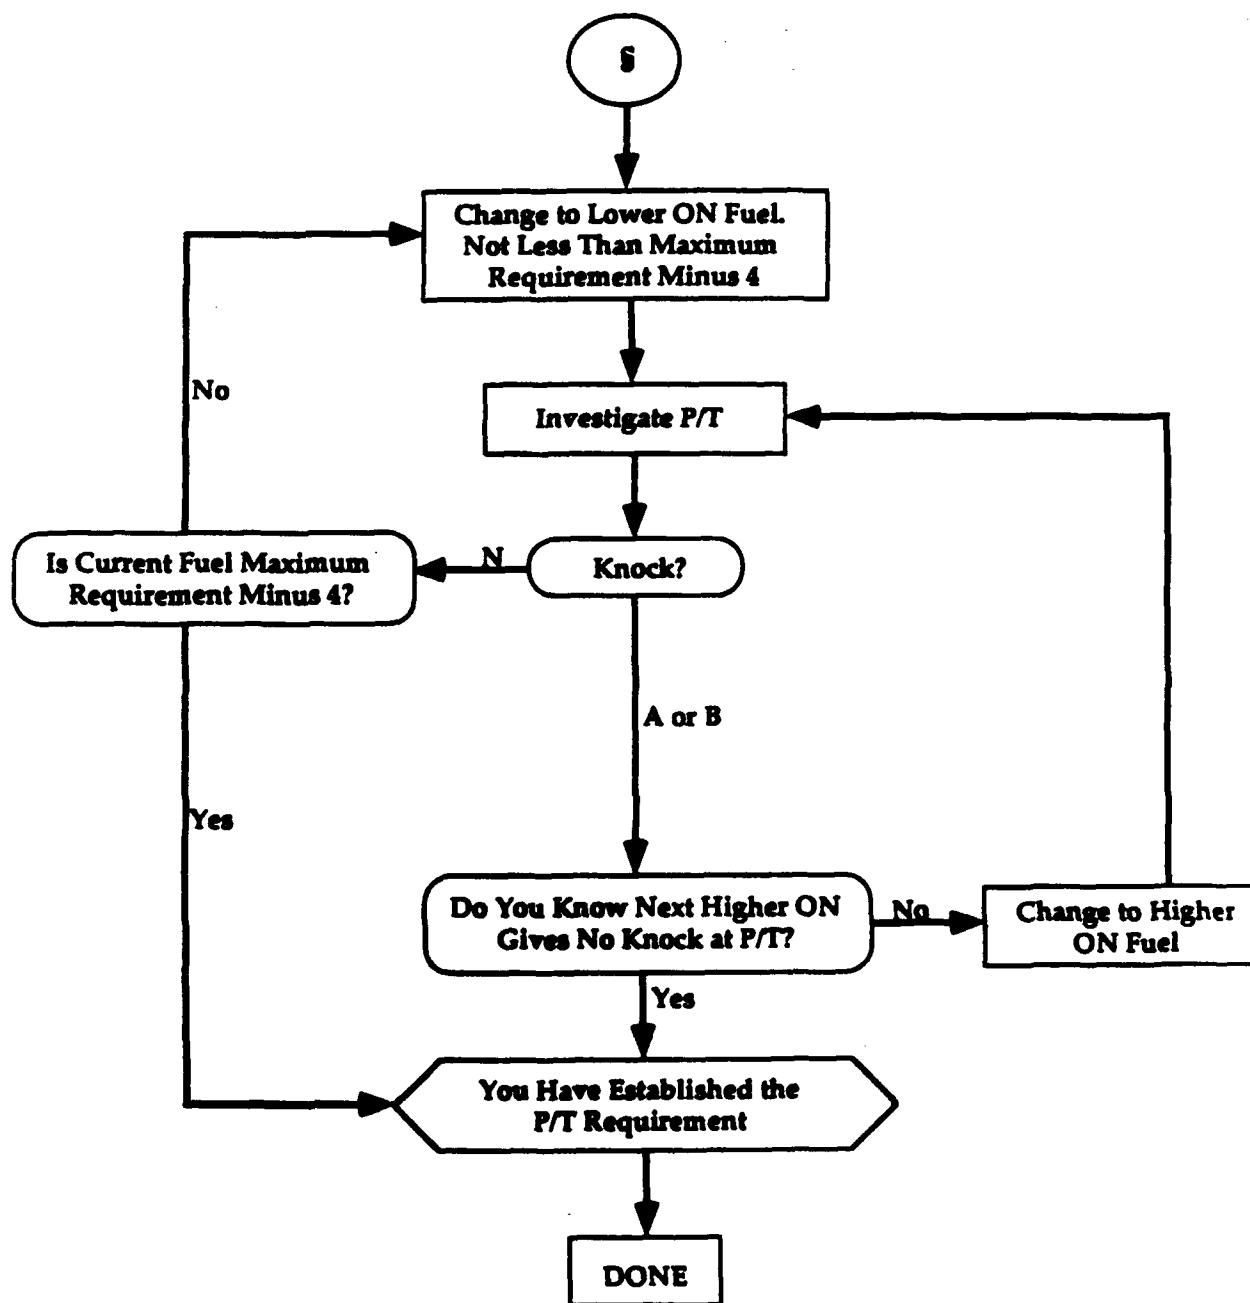 Change to Lower ON Fuel.
Not Less Than Maximum
Requirement Minus 4
No
Investigate P/T
Is Current Fuel Maximum
Requirement Minus 4?
N
Knock?
A or B
Yes
Do You Know Next Higher ON
Gives No Knock at P/T?
No
Change to Higher
ON Fuel
Yes
You Have Established the
P/T Requirement
DONE